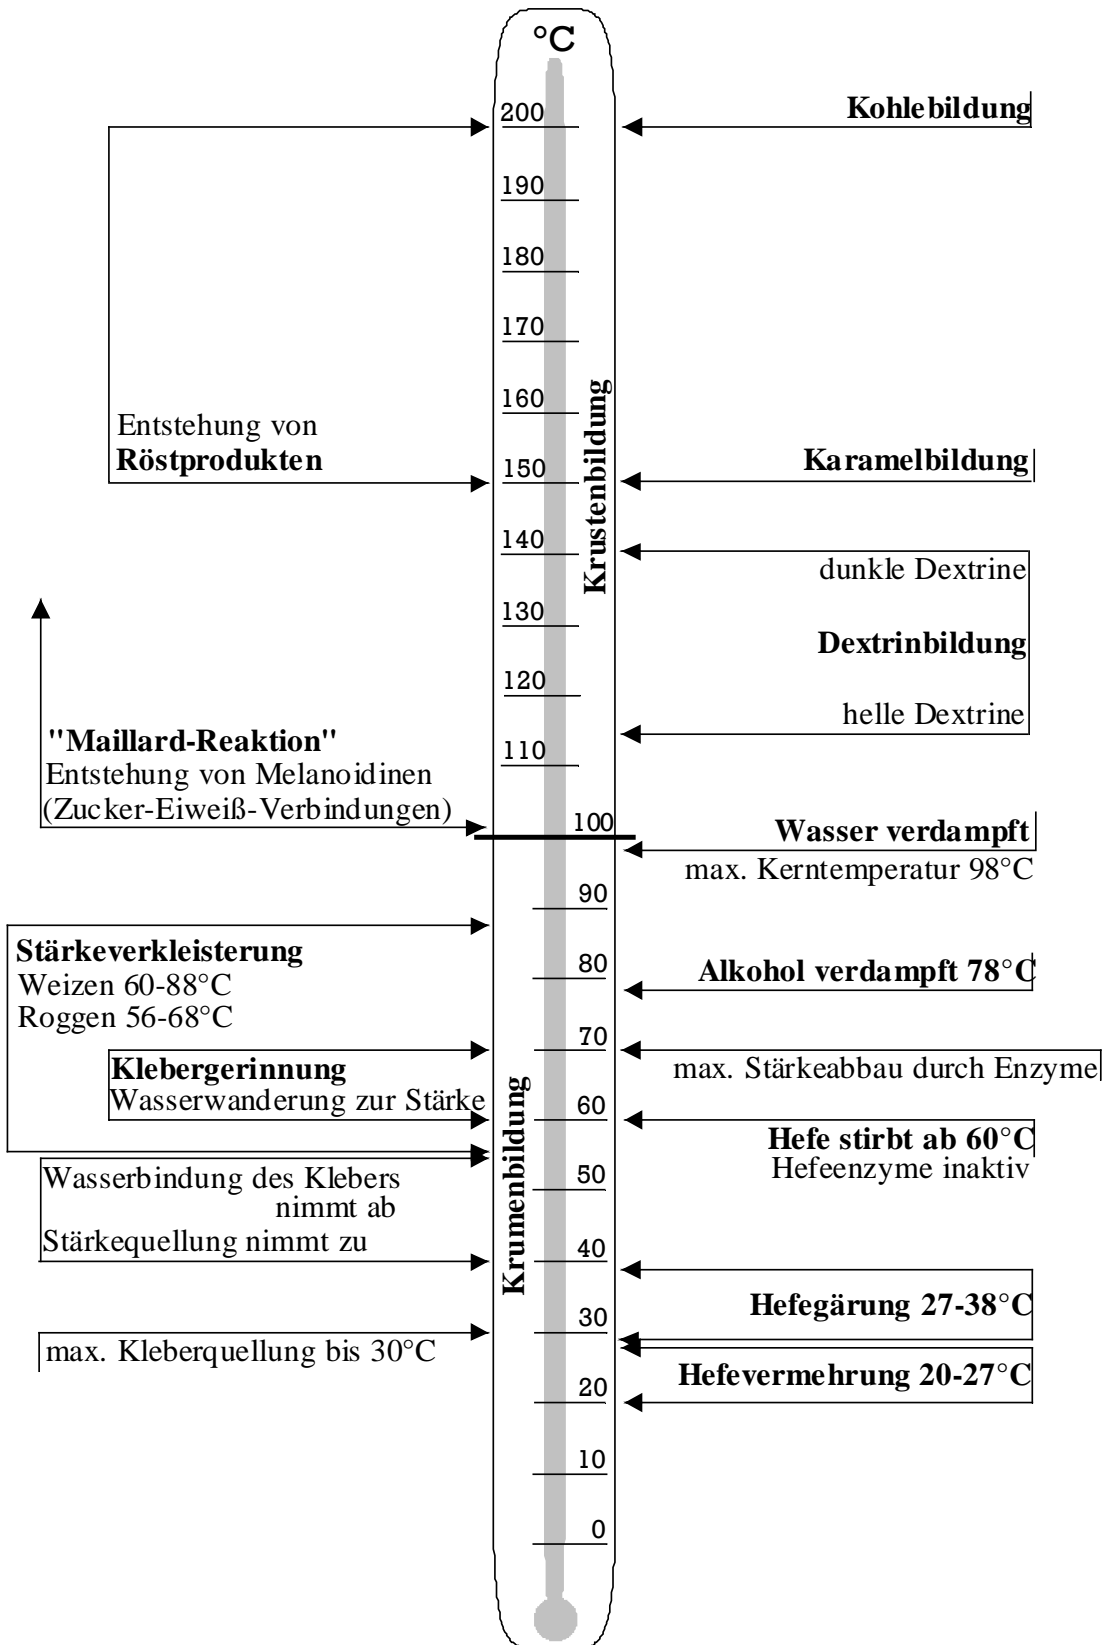 °C
200
Kohlebildung
190
180
170
160
Krustenbildung
Entstehung von
Röstprodukten
150
Karamelbildung
140
dunkle Dextrine
130
Dextrinbildung
120
helle Dextrine
"Maillard-Reaktion"
Entstehung von Melanoidinen
(Zucker-Eiweiß-Verbindungen)
110
100
Wasser verdampft
max. Kerntemperatur 98°C
90
Stärkeverkleisterung
Weizen 60-88°C
Roggen 56-68°C
80
Alkohol verdampft 78°C
70
Klebergerinnung
Wasserwanderung zur Stärke
max. Stärkeabbau durch Enzyme
60
Hefe stirbt ab 60°C
Hefeenzyme inaktiv
Krumenbildung
Wasserbindung des Klebers
nimmt ab
Stärkequellung nimmt zu
50
40
Hefegärung 27-38°C
30
max. Kleberquellung bis 30°C
Hefevermehrung 20-27°C
20
10
0